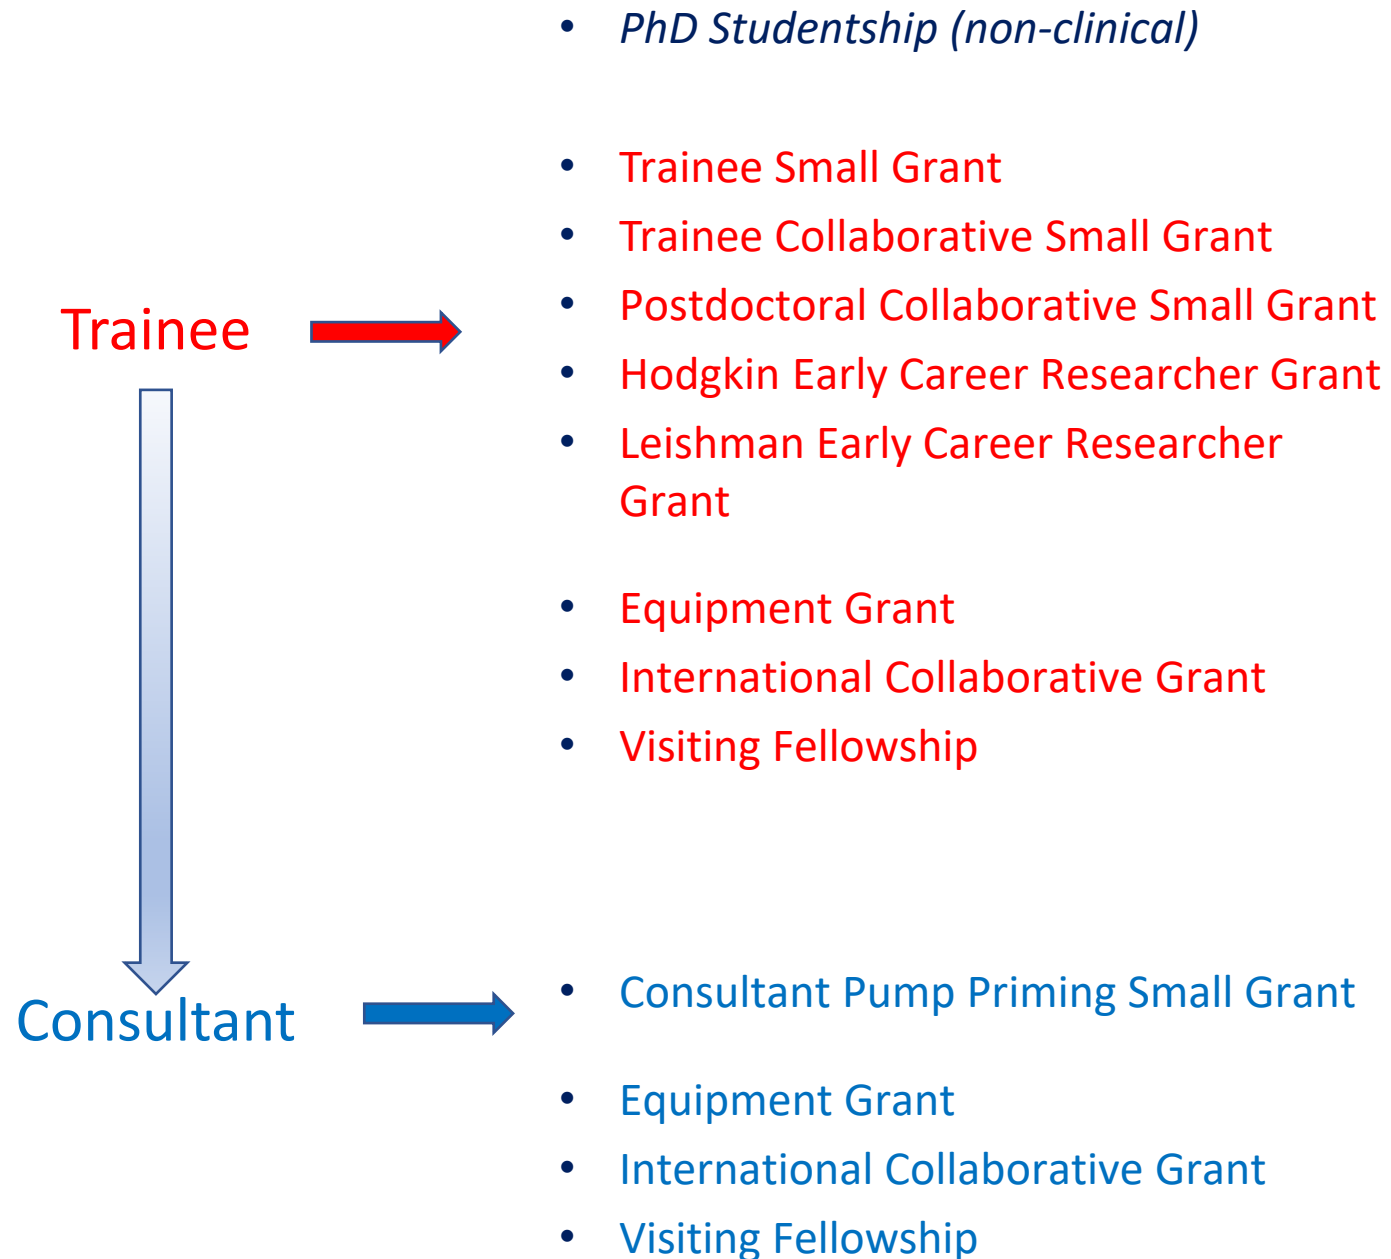 • PhD Studentship (non-clinical)
• Trainee Small Grant
• Trainee Collaborative Small Grant
• Postdoctoral Collaborative Small Grant
Trainee
• Hodgkin Early Career Researcher Grant
• Leishman Early Career Researcher
Grant
• Equipment Grant
• International Collaborative Grant
• Visiting Fellowship
Consultant
• Consultant Pump Priming Small Grant
• Equipment Grant
• International Collaborative Grant
• Visiting Fellowship